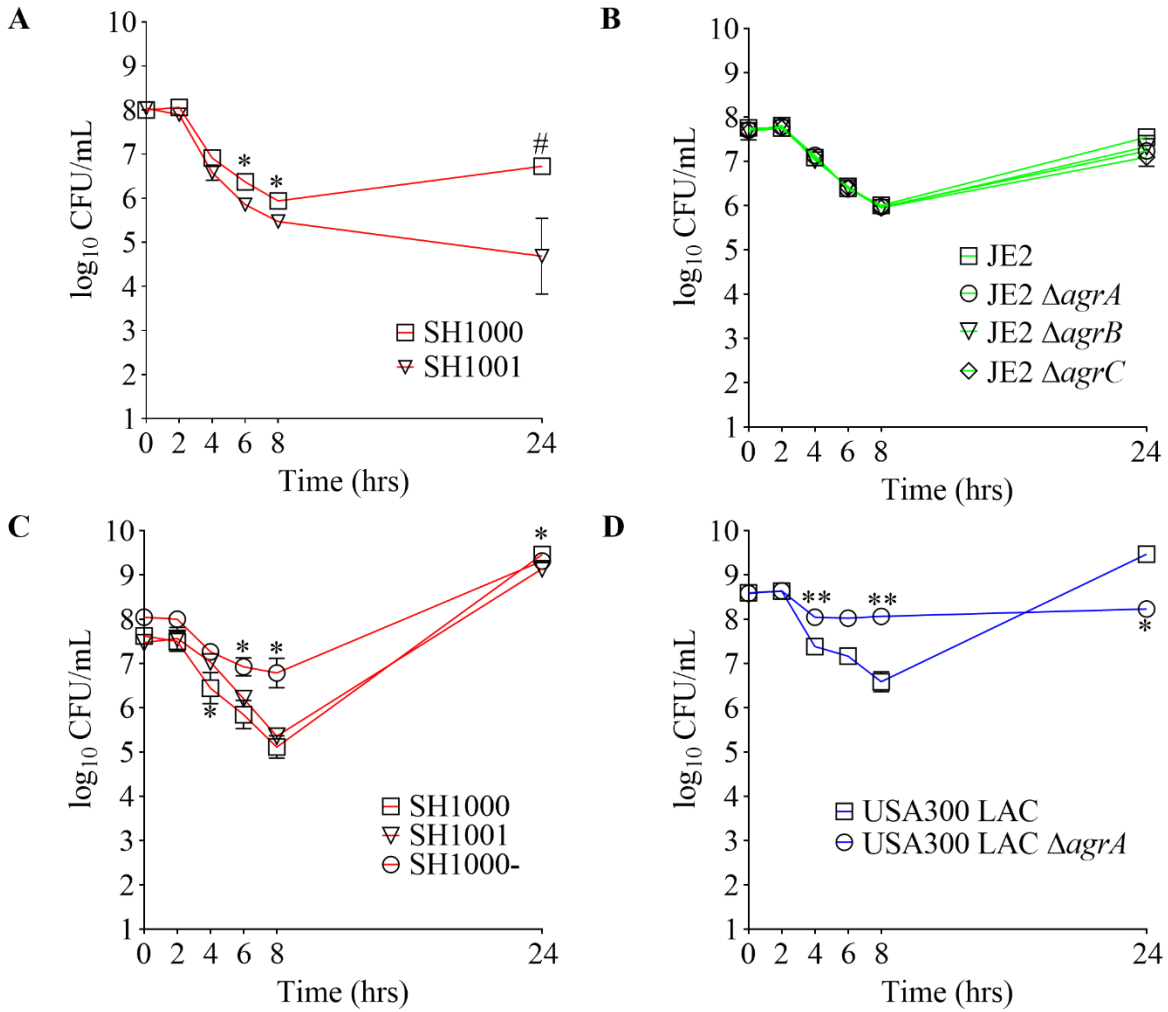 A
10
9
8
7
6
5
4
3
2
1
log10 CFU/mL
*
*
#
SH1000
SH1001
0 2 4 6 8 24
Time (hrs)
B
10
9
8
7
6
5
4
3
2
1
log10 CFU/mL
JE2
JE2 ΔagrA
JE2 ΔagrB
JE2 ΔagrC
0 2 4 6 8 24
Time (hrs)
C
10
9
8
7
6
5
4
3
2
1
log10 CFU/mL
*
*
*
*
SH1000
SH1001
SH1000-
0 2 4 6 8 24
Time (hrs)
D
10
9
8
7
6
5
4
3
2
1
log10 CFU/mL
**
**
*
USA300 LAC
USA300 LAC ΔagrA
0 2 4 6 8 24
Time (hrs)